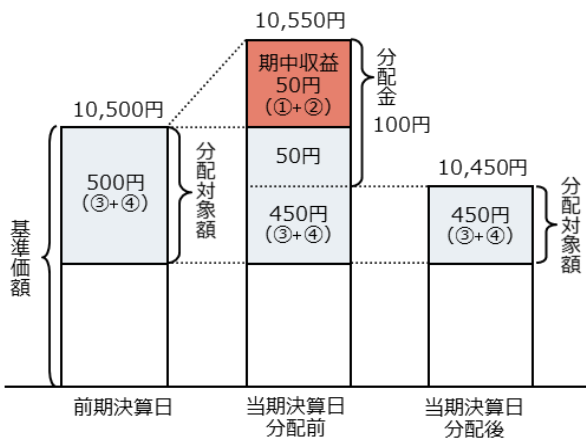 10,550円
期中収益
50円
(①+②)
分配金
100円
10,500円
500円
(③+④)
分配対象額
50円
450円
(③+④)
10,450円
450円
(③+④)
分配対象額
基準価額
前期決算日
当期決算日
分配前
当期決算日
分配後